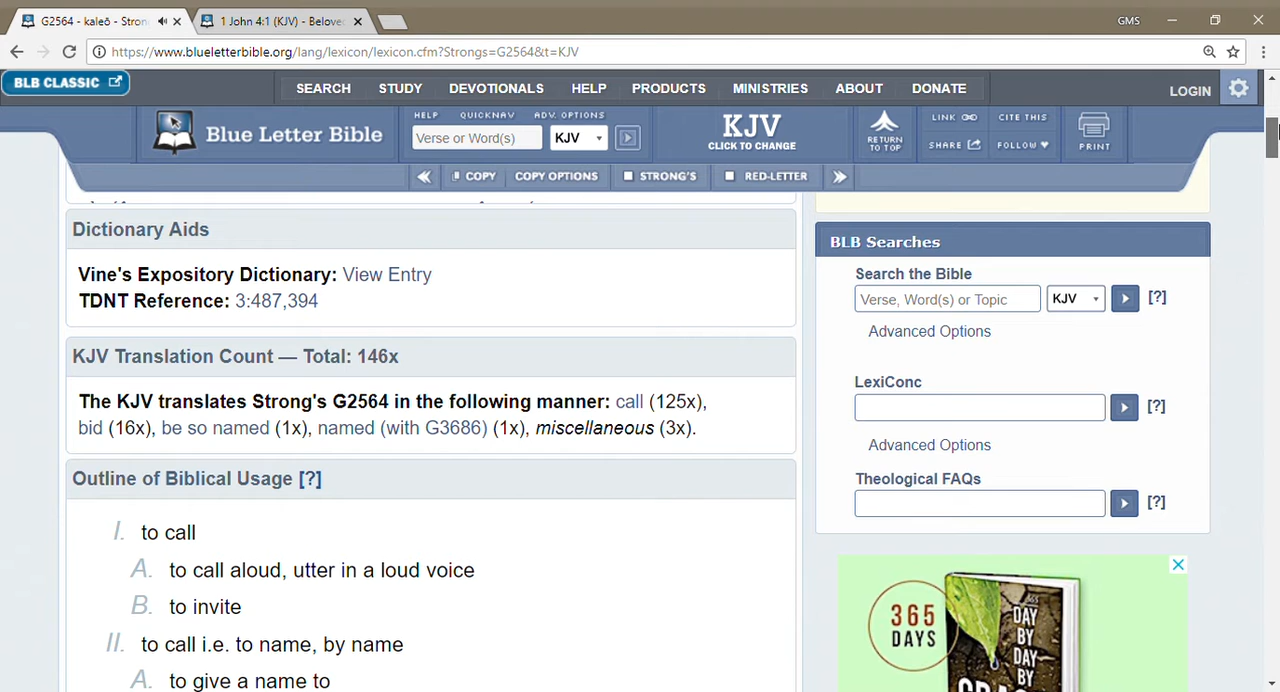 G2564 - kaleō - Stron
1 John 4:1 (KJV) - Belove
GMS
https://www.blueletterbible.org/lang/lexicon/lexicon.cfm?Strongs=G2564&t=KJV
BLB CLASSIC
SEARCH STUDY DEVOTIONALS HELP PRODUCTS MINISTRIES ABOUT DONATE LOGIN
Blue Letter Bible
HELP QUICKNAV ADV. OPTIONS
Verse or Word(s) KJV
KJV
CLICK TO CHANGE
RETURN
TO TOP
LINK CITE THIS
SHARE FOLLOW
PRINT
COPY COPY OPTIONS STRONG'S RED-LETTER
Dictionary Aids
Vine's Expository Dictionary: View Entry
TDNT Reference: 3:487,394
KJV Translation Count — Total: 146x
The KJV translates Strong's G2564 in the following manner: call (125x),
bid (16x), be so named (1x), named (with G3686) (1x), miscellaneous (3x).
Outline of Biblical Usage [?]
I. to call
A. to call aloud, utter in a loud voice
B. to invite
II. to call i.e. to name, by name
A. to give a name to
BLB Searches
Search the Bible
Verse, Word(s) or Topic KJV [?]
Advanced Options
LexiConc
[?]
Advanced Options
Theological FAQs
[?]
365
DAYS
DAY
BY
DAY
BY